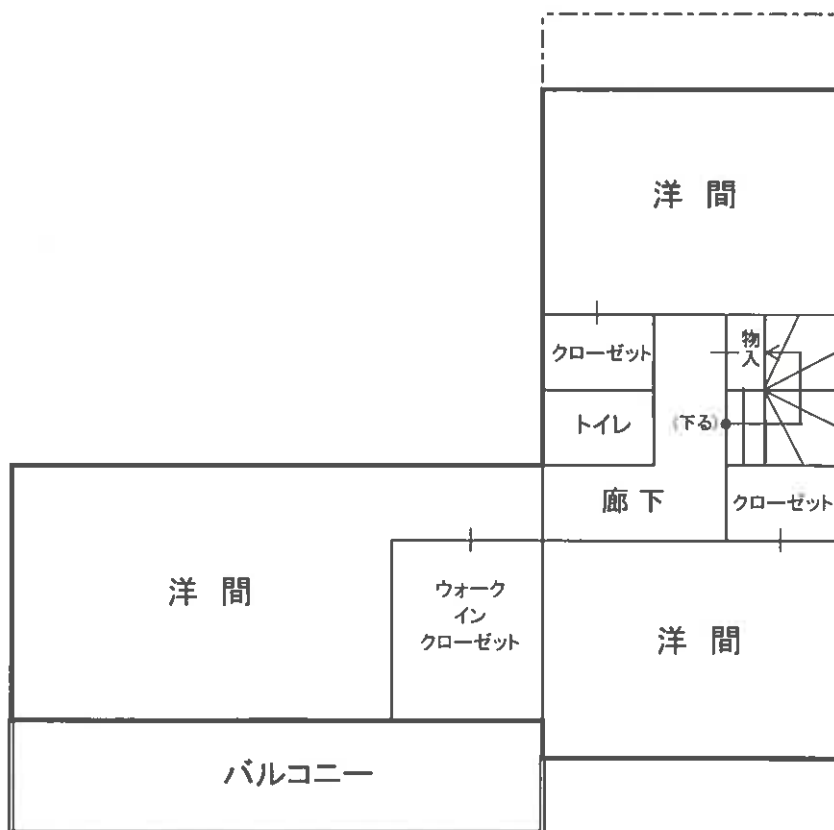 洋間
クローゼット
物入
トイレ
(下る)
廊下
クローゼット
洋間
ウォーク
イン
クローゼット
洋間
バルコニー